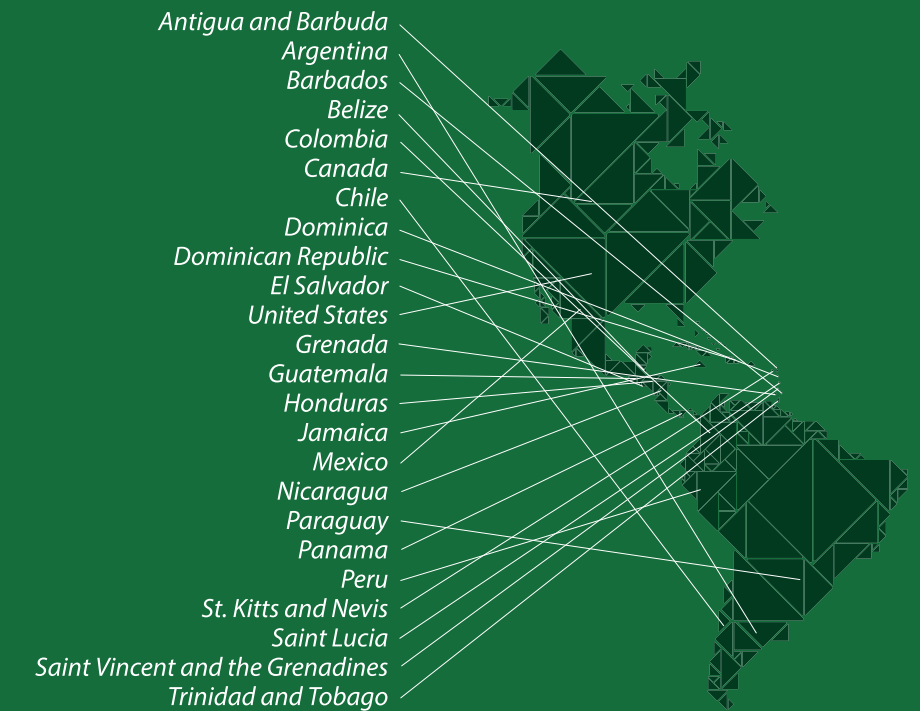 Antigua and Barbuda
Argentina
Barbados
Belize
Colombia
Canada
Chile
Dominica
Dominican Republic
El Salvador
United States
Grenada
Guatemala
Honduras
Jamaica
Mexico
Nicaragua
Paraguay
Panama
Peru
St. Kitts and Nevis
Saint Lucia
Saint Vincent and the Grenadines
Trinidad and Tobago